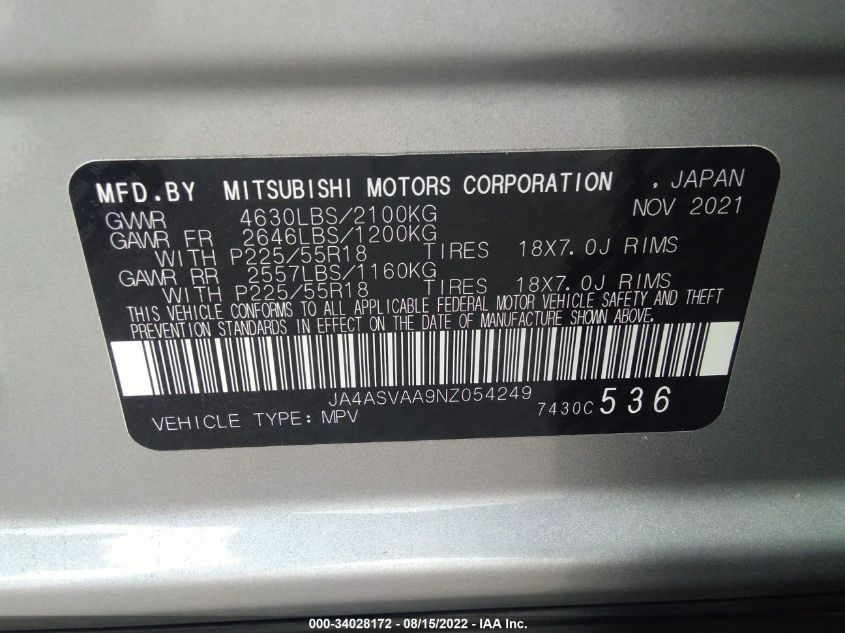 MFD.BY MITSUBISHI MOTORS CORPORATION , JAPAN
GVWR 4630LBS/2100KG NOV 2021
GAWR FR 2646LBS/1200KG
WITH P225/55R18 TIRES 18X7.0J RIMS
GAWR RR 2557LBS/1160KG
WITH P225/55R18 TIRES 18X7.0J RIMS
THIS VEHICLE CONFORMS TO ALL APPLICABLE FEDERAL MOTOR VEHICLE SAFETY AND THEFT
PREVENTION STANDARDS IN EFFECT ON THE DATE OF MANUFACTURE SHOWN ABOVE.
JA4ASVAA9NZ054249
VEHICLE TYPE:MPV 7430C 536
000-34028172 - 08/15/2022 - IAA Inc.